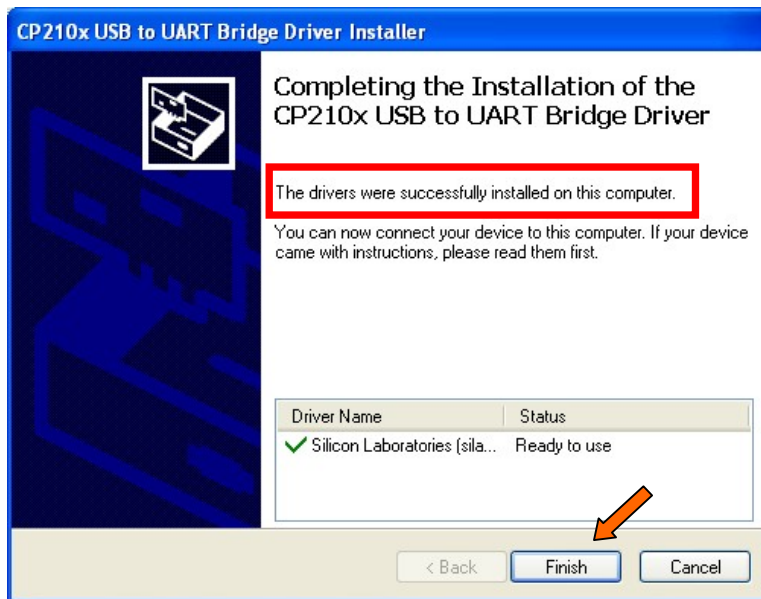 CP210x USB to UART Bridge Driver Installer
Completing the Installation of the
CP210x USB to UART Bridge Driver
The drivers were successfully installed on this computer.
You can now connect your device to this computer. If your device
came with instructions, please read them first.
Driver Name Status
Silicon Laboratories (sila... Ready to use
< Back Finish Cancel